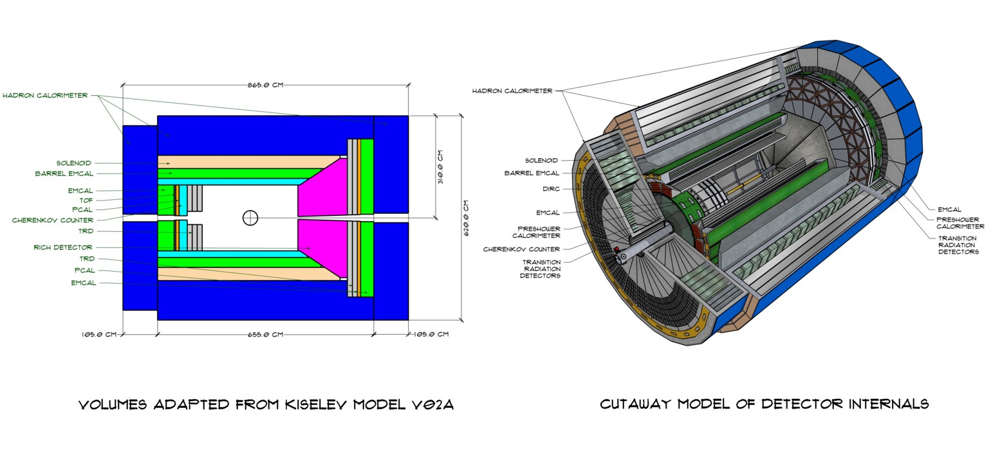 865.0 CM
HADRON CALORIMETER
SOLENOID
BARREL EMCAL
EMCAL
TOF
PCAL
CHERENKOV COUNTER
TRD
RICH DETECTOR
TRD
PCAL
EMCAL
310.0 CM
620.0 CM
105.0 CM
655.0 CM
105.0 CM
VOLUMES ADAPTED FROM KISELEV MODEL V02A
HADRON CALORIMETER
SOLENOID
BARREL EMCAL
DIRC
EMCAL
PRESHOWER
CALORIMETER
CHERENKOV COUNTER
TRANSITION
RADIATION
DETECTORS
EMCAL
PRESHOWER
CALORIMETER
TRANSITION
RADIATION
DETECTORS
CUTAWAY MODEL OF DETECTOR INTERNALS